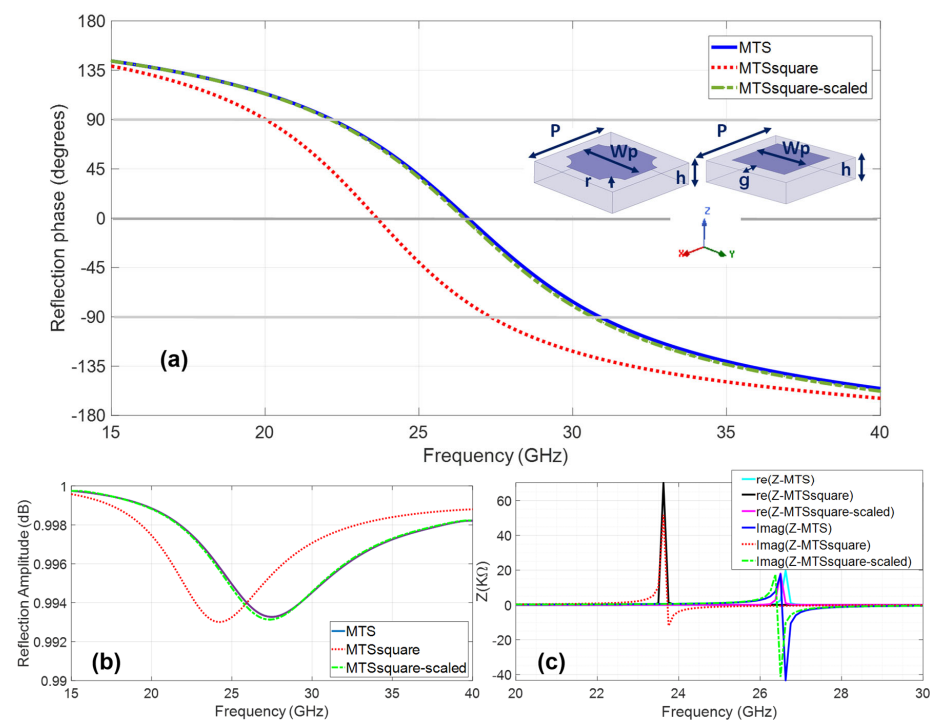 180
135
90
45
0
-45
-90
-135
-180
Reflection phase (degrees)
MTS
MTSsquare
MTSsquare-scaled
P
Wp
r
h
P
Wp
g
h
Z
X
Y
(a)
15 20 25 30 35 40
Frequency (GHz)
1
0.998
0.996
0.994
0.992
0.99
Reflection Amplitude (dB)
MTS
MTSsquare
MTSsquare-scaled
(b)
15 20 25 30 35 40
Frequency (GHz)
60
40
20
0
-20
-40
Z(KΩ)
re(Z-MTS)
re(Z-MTSsquare)
re(Z-MTSsquare-scaled)
Imag(Z-MTS)
Imag(Z-MTSsquare)
Imag(Z-MTSsquare-scaled)
(c)
20 22 24 26 28 30
Frequency (GHz)